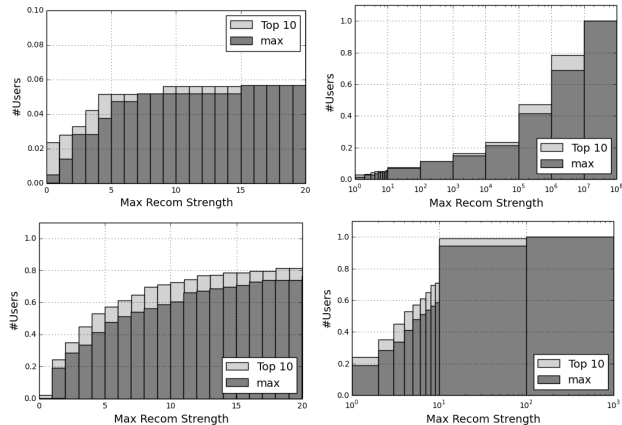 Top 10
max
#Users
0.10
0.08
0.06
0.04
0.02
0.00
0 5 10 15 20
Max Recom Strength
#Users
1.0
0.8
0.6
0.4
0.2
0.0
Top 10
max
10⁰ 10¹ 10² 10³ 10⁴ 10⁵ 10⁶ 10⁷ 10⁸
Max Recom Strength
#Users
1.0
0.8
0.6
0.4
0.2
0.0
Top 10
max
0 5 10 15 20
Max Recom Strength
#Users
1.0
0.8
0.6
0.4
0.2
0.0
Top 10
max
10⁰ 10¹ 10² 10³
Max Recom Strength